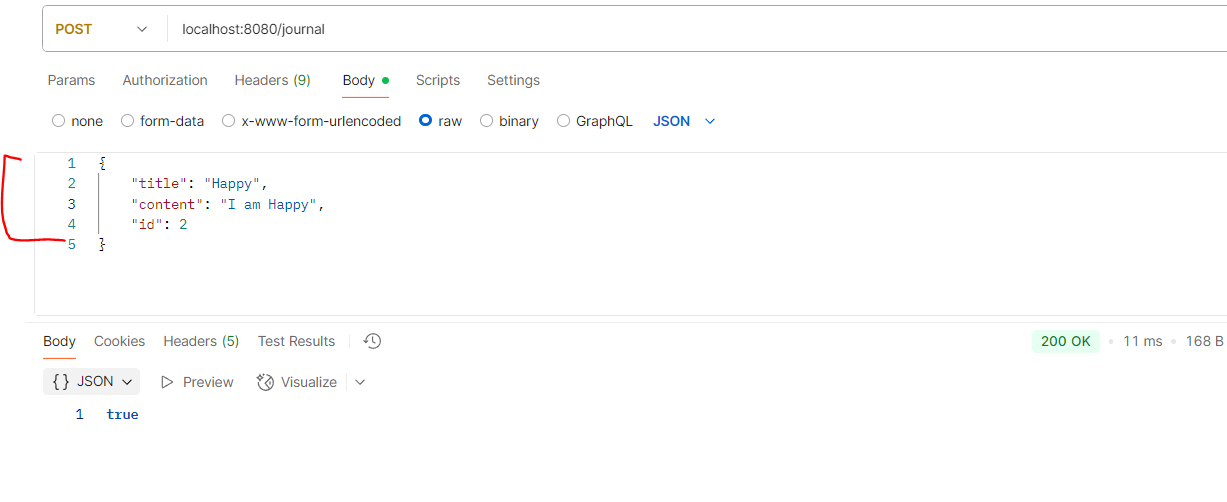 POST localhost:8080/journal
Params Authorization Headers (9) Body Scripts Settings
none form-data x-www-form-urlencoded raw binary GraphQL JSON
1 {
2 "title": "Happy",
3 "content": "I am Happy",
4 "id": 2
5 }
Body Cookies Headers (5) Test Results 200 OK 11 ms 168 B
{} JSON Preview Visualize
1 true